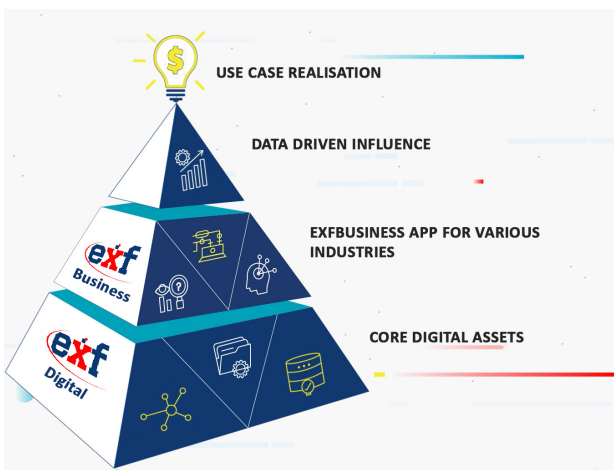 $
USE CASE REALISATION
DATA DRIVEN INFLUENCE
EXFBUSINESS APP FOR VARIOUS
INDUSTRIES
exf
Business
?
CORE DIGITAL ASSETS
exf
Digital